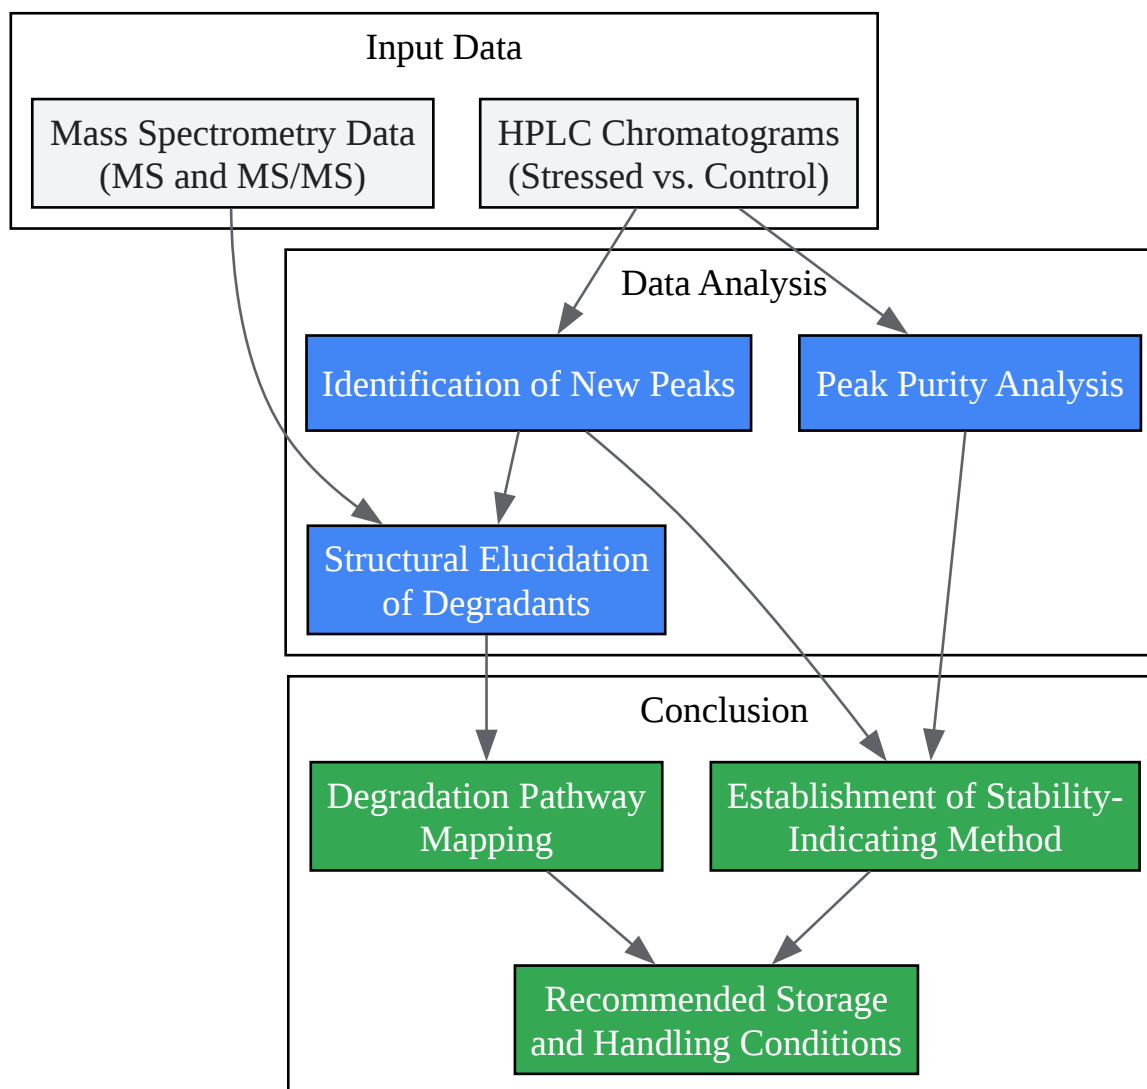 Input Data
Mass Spectrometry Data
(MS and MS/MS)
HPLC Chromatograms
(Stressed vs. Control)
Data Analysis
Identification of New Peaks
Peak Purity Analysis
Structural Elucidation
of Degradants
Conclusion
Degradation Pathway
Mapping
Establishment of Stability-
Indicating Method
Recommended Storage
and Handling Conditions